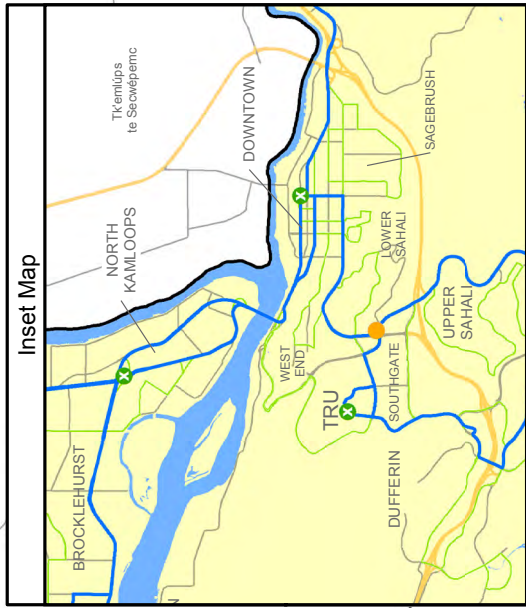 Inset Map
Tk'emlúps
te Secwépemc
NORTH
KAMLOOPS
DOWNTOWN
SAGEBRUSH
BROCKLEHURST
WEST
END
LOWER
SAHALI
TRU
SOUTHGATE
UPPER
SAHALI
DUFFERIN
N